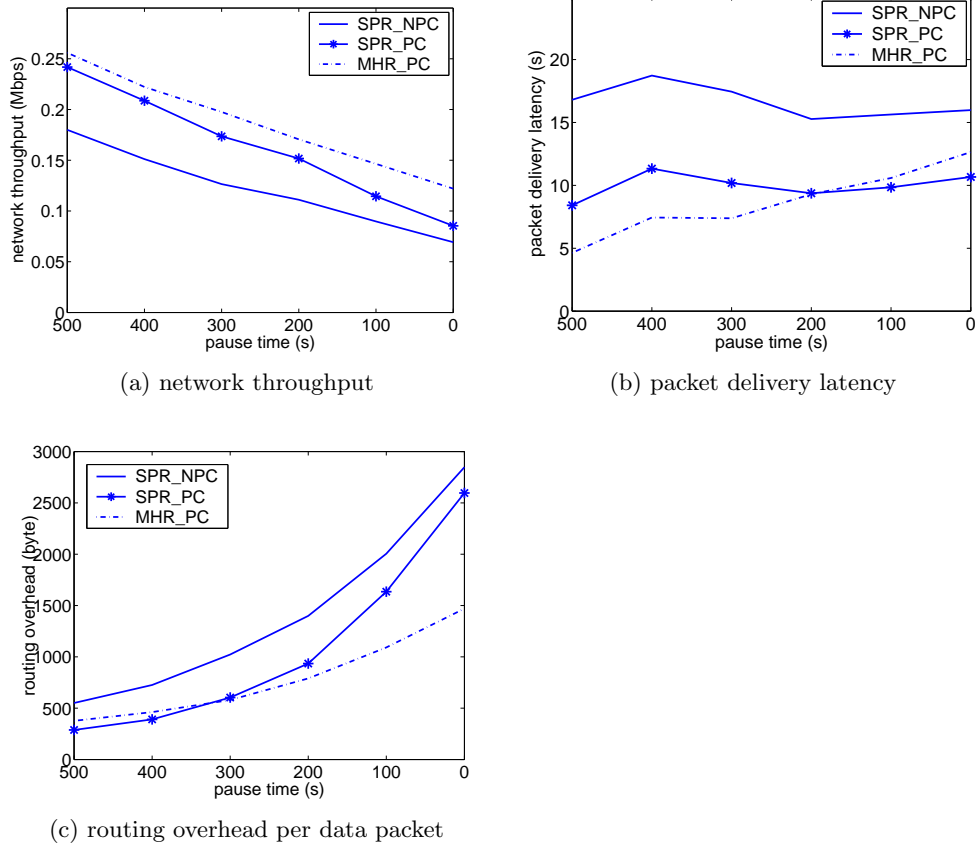 SPR_NPC
SPR_PC
MHR_PC
0.25
0.2
0.15
0.1
0.05
0
network throughput (Mbps)
500 400 300 200 100 0
pause time (s)
(a) network throughput
SPR_NPC
SPR_PC
MHR_PC
20
15
10
5
0
packet delivery latency (s)
500 400 300 200 100 0
pause time (s)
(b) packet delivery latency
3000
2500
2000
1500
1000
500
0
routing overhead (byte)
SPR_NPC
SPR_PC
MHR_PC
500 400 300 200 100 0
pause time (s)
(c) routing overhead per data packet